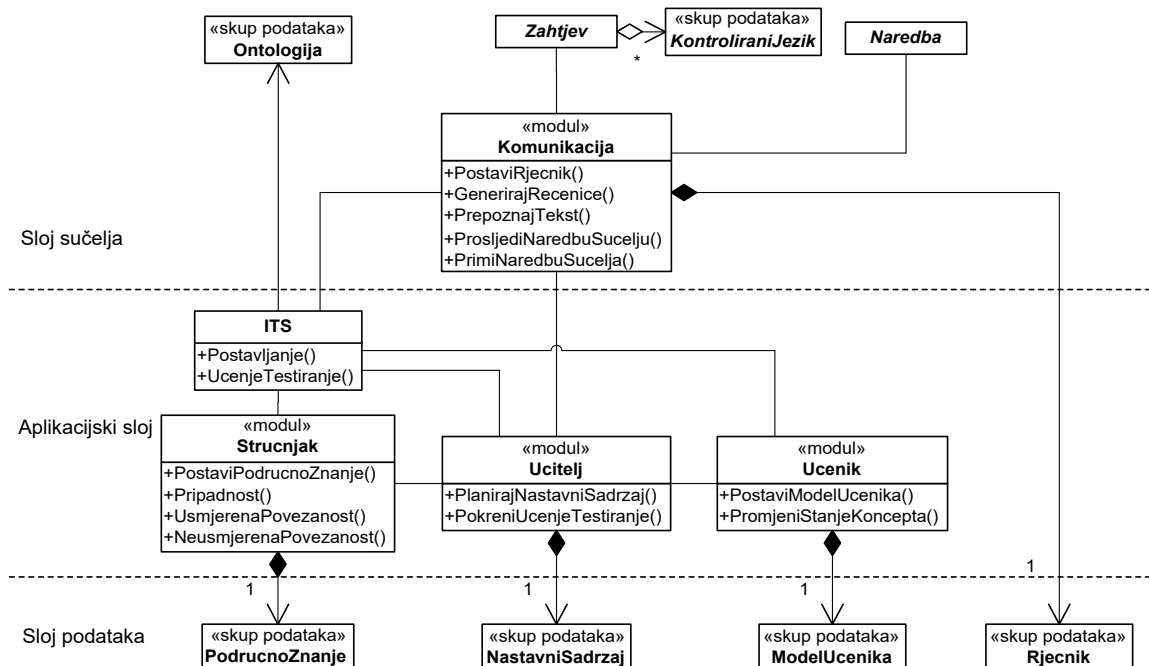 «skup podataka»
Ontologija
Zahtjev
*
«skup podataka»
KontroliraniJezik
Naredba
«modul»
Komunikacija
+PostaviRjecnik()
+GenerirajRecenice()
+PrepoznajTekst()
+ProsljediNaredbuSucelju()
+PrimiNaredbuSucelja()
Sloj sučelja
ITS
+Postavljanje()
+UcenjeTestiranje()
Aplikacijski sloj
«modul»
Strucnjak
+PostaviPodrucnoZnanje()
+Pripadnost()
+UsmjerenaPovezanost()
+NeusmjerenaPovezanost()
«modul»
Ucitelj
+PlanirajNastavniSadrzaj()
+PokreniUcenjeTestiranje()
«modul»
Ucenik
+PostaviModelUcenika()
+PromjeniStanjeKoncepta()
1
1
1
1
Sloj podataka
«skup podataka»
PodrucnoZnanje
«skup podataka»
NastavniSadrzaj
«skup podataka»
ModelUcenika
«skup podataka»
Rjecnik